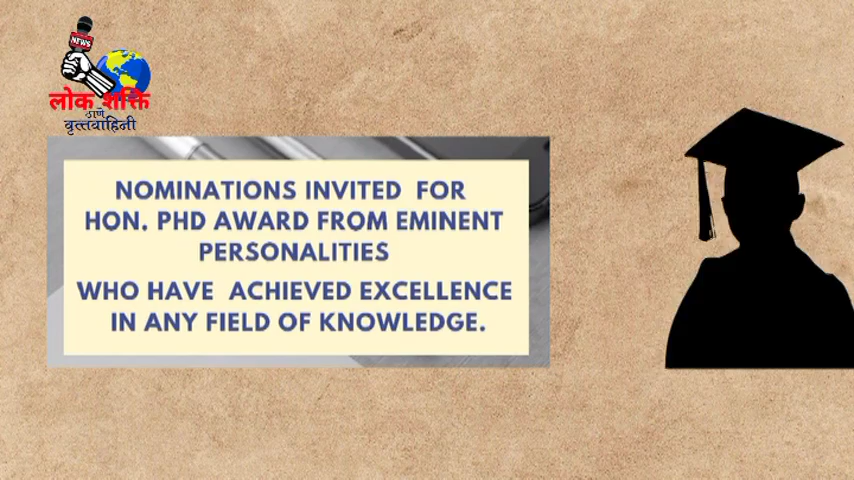 NEWS
लोक शक्ति
ठाणे
वृत्तवाहिनी
NOMINATIONS INVITED FOR
HON. PHD AWARD FROM EMINENT
PERSONALITIES
WHO HAVE ACHIEVED EXCELLENCE
IN ANY FIELD OF KNOWLEDGE.